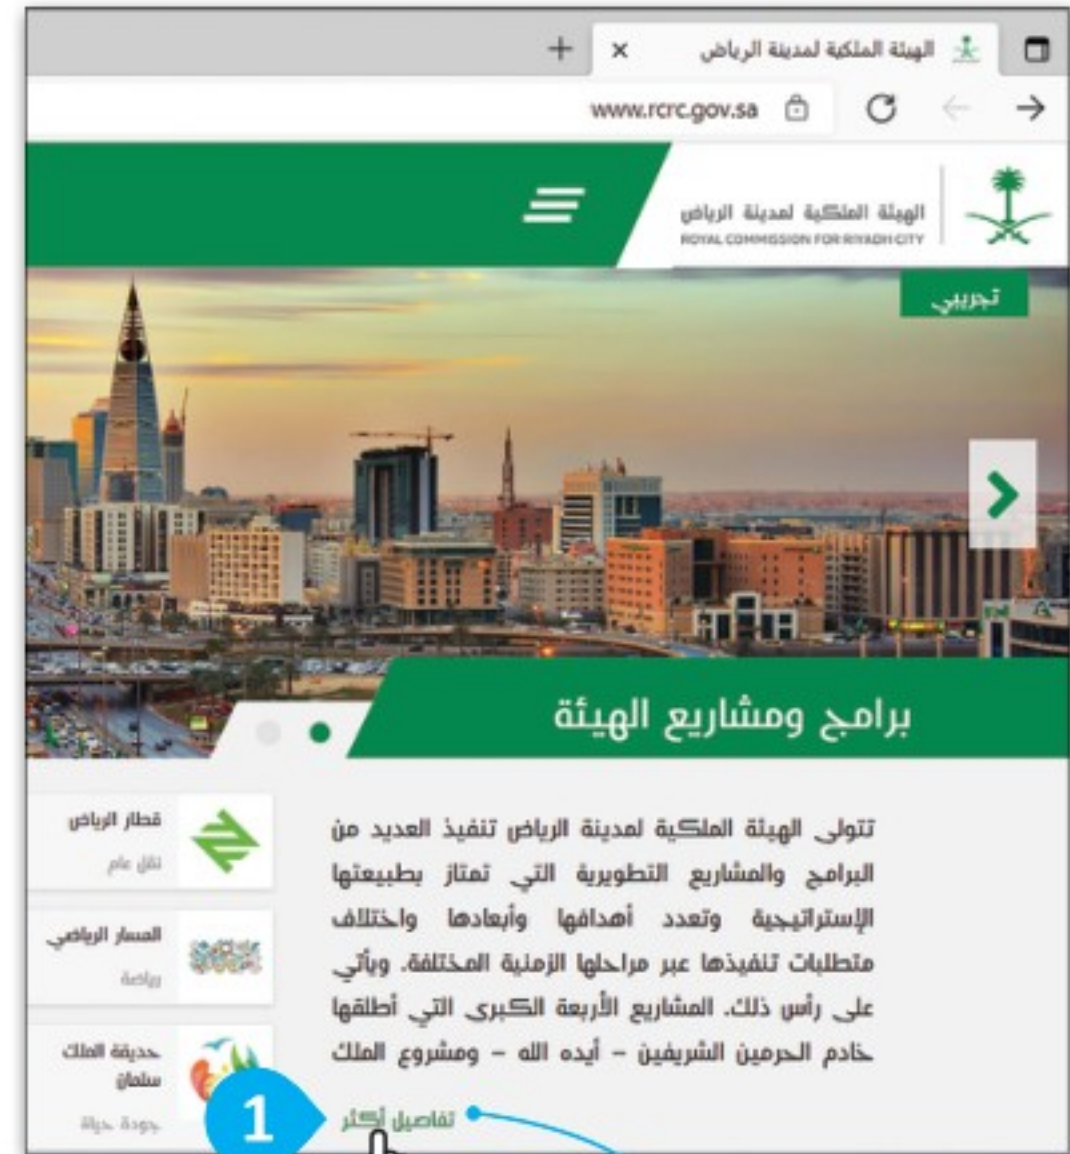 الهيئة الملكية لمدينة الرياض
www.rcrc.gov.sa
الهيئة الملكية لمدينة الرياض
ROYAL COMMISSION FOR RIYADH CITY
تجريبي
برامج ومشاريع الهيئة
تتولى الهيئة الملكية لمدينة الرياض تنفيذ العديد من
البرامج والمشاريع التطويرية التي تمتاز بطبيعتها
الإستراتيجية وتعدد أهدافها وأبعادها واختلاف
متطلبات تنفيذها عبر مراحلها الزمنية المختلفة. ويأتي
على رأس ذلك. المشاريع الأربعة الكبرى التي أطلقها
خادم الحرمين الشريفين – أيده الله – ومشروع الملك
تفاصيل أكثر
1
قطار الرياض
نقل عام
المسار الرياضي
رياضة
حديقة الملك
سلمان
جودة حياة